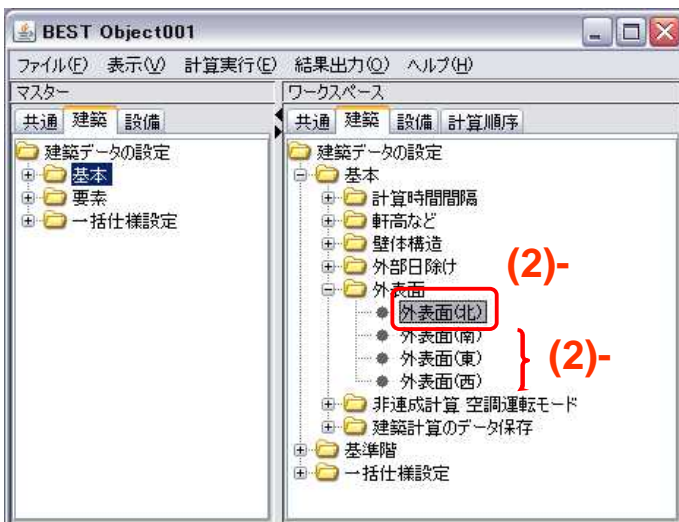 BEST Object001
ファイル(F) 表示(V) 計算実行(E) 結果出力(O) ヘルプ(H)
マスター
共通 建築 設備
建築データの設定
基本
要素
一括仕様設定
ワークスペース
共通 建築 設備 計算順序
建築データの設定
基本
計算時間間隔
軒高など
壁体構造
外部日除け
外表面
外表面(北)
外表面(南)
外表面(東)
外表面(西)
非連成計算 空調運転モード
建築計算のデータ保存
基準階
一括仕様設定
(2)-
(2)-